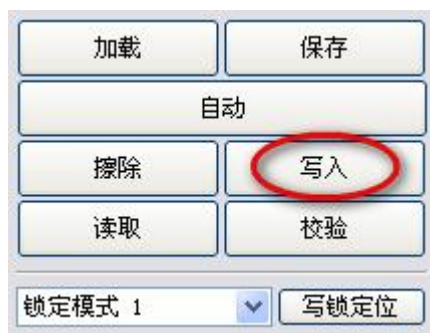 加载 保存
自动
擦除 写入
读取 校验
锁定模式 1 写锁定位